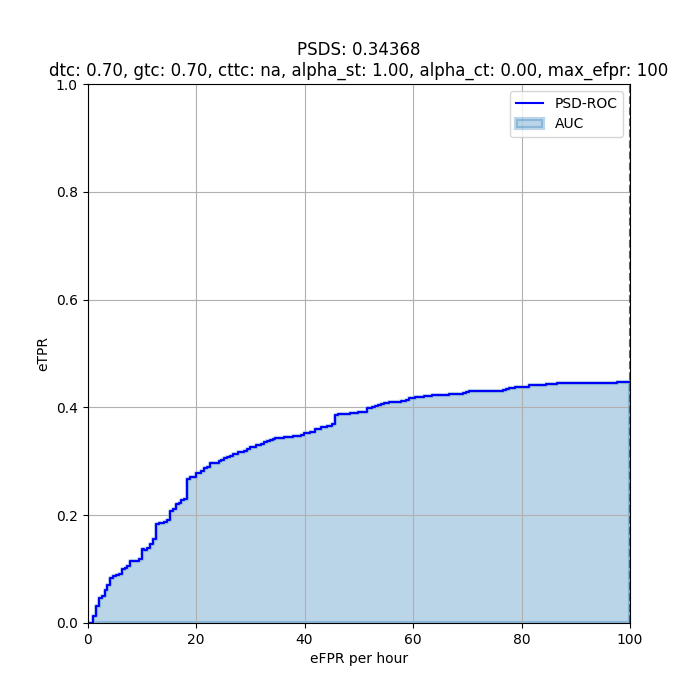 PSDS: 0.34368
dtc: 0.70, gtc: 0.70, cttc: na, alpha_st: 1.00, alpha_ct: 0.00, max_efpr: 100
1.0
PSD-ROC
AUC
0.8
0.6
eTPR
0.4
0.2
0.0
0 20 40 60 80 100
eFPR per hour